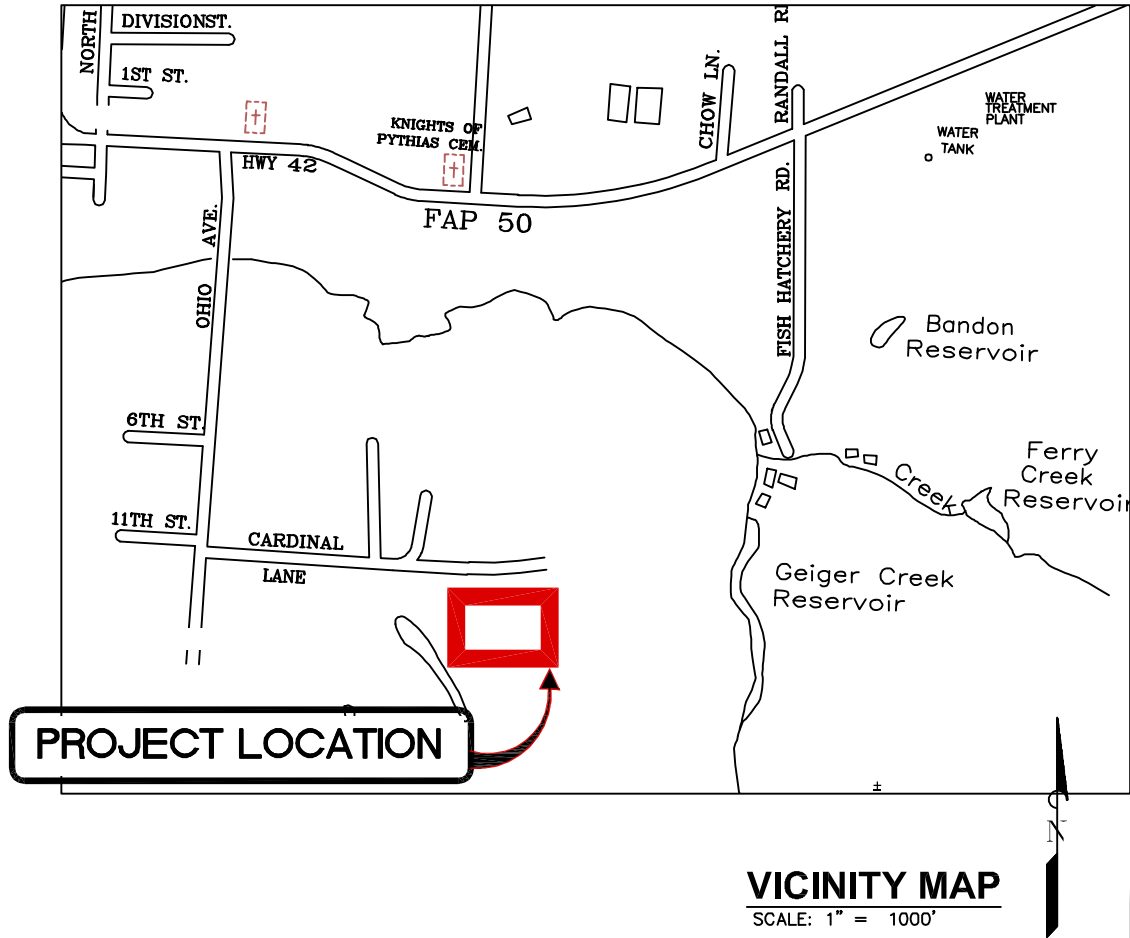 NORTH
DIVISIONST.
1ST ST.
HWY 42
KNIGHTS OF
PYTHIAS CEM.
FAP 50
CHOW LN.
RANDALL
FISH HATCHERY RD.
WATER
TREATMENT
PLANT
WATER
TANK
OHIO AVE.
Bandon
Reservoir
6TH ST.
11TH ST.
CARDINAL
LANE
Creek
Ferry
Creek
Reservoir
Geiger Creek
Reservoir
PROJECT LOCATION
±
N
VICINITY MAP
SCALE: 1" = 1000'